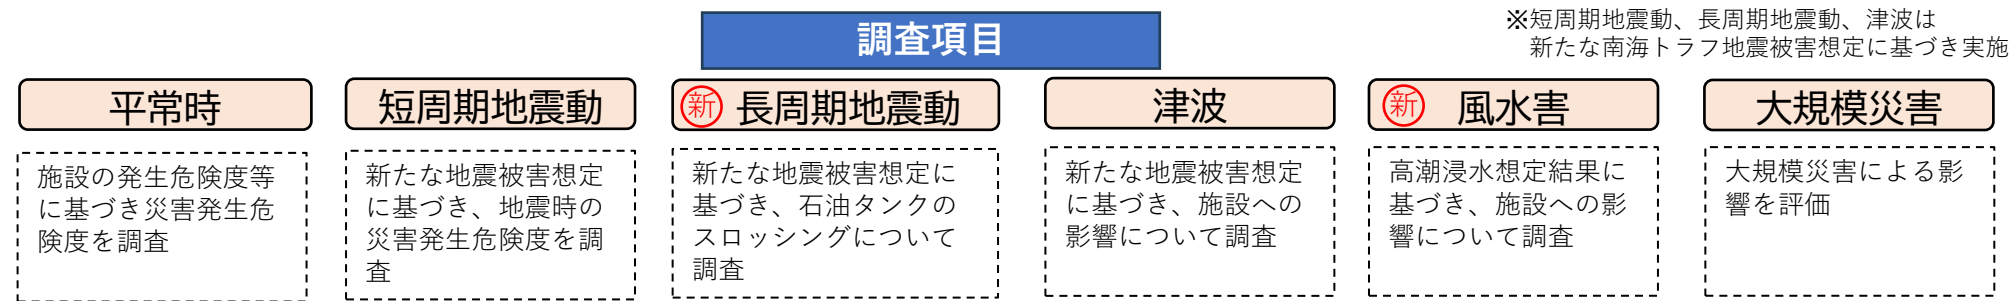 調査項目
※短周期地震動、長周期地震動、津波は
新たな南海トラフ地震被害想定に基づき実施
平常時
施設の発生危険度等
に基づき災害発生危
険度を調査
短周期地震動
新たな地震被害想定
に基づき、地震時の
災害発生危険度を調
査
新 長周期地震動
新たな地震被害想定に
基づき、石油タンクの
スロッシングについて
調査
津波
新たな地震被害想定
に基づき、施設への
影響について調査
新 風水害
高潮浸水想定結果に
基づき、施設への影
響について調査
大規模災害
大規模災害による影
響を評価